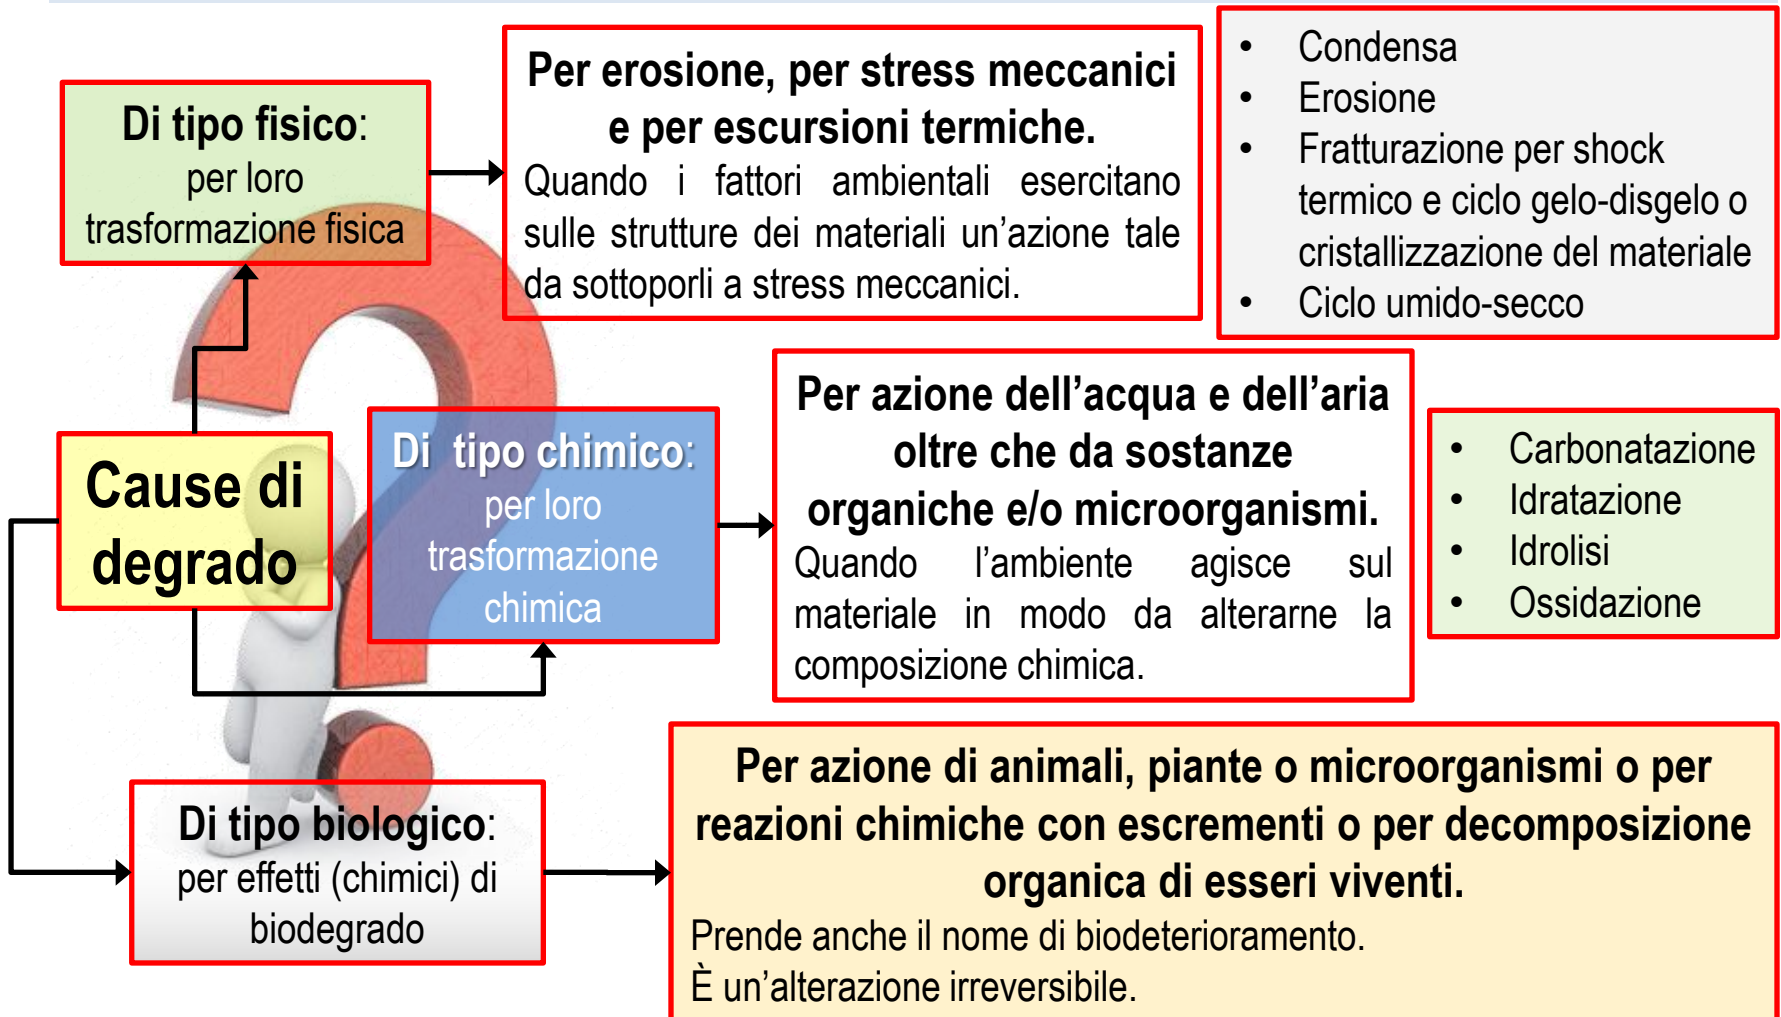 Di tipo fisico:
per loro
trasformazione fisica
Per erosione, per stress meccanici
e per escursioni termiche.
Quando i fattori ambientali esercitano
sulle strutture dei materiali un’azione tale
da sottoporli a stress meccanici.
• Condensa
• Erosione
• Fratturazione per shock
termico e ciclo gelo-disgelo o
cristallizzazione del materiale
• Ciclo umido-secco
Cause di
degrado
Di tipo chimico:
per loro
trasformazione
chimica
Per azione dell’acqua e dell’aria
oltre che da sostanze
organiche e/o microorganismi.
Quando l’ambiente agisce sul
materiale in modo da alterarne la
composizione chimica.
• Carbonatazione
• Idratazione
• Idrolisi
• Ossidazione
Di tipo biologico:
per effetti (chimici) di
biodegrado
Per azione di animali, piante o microorganismi o per
reazioni chimiche con escrementi o per decomposizione
organica di esseri viventi.
Prende anche il nome di biodeterioramento.
È un’alterazione irreversibile.